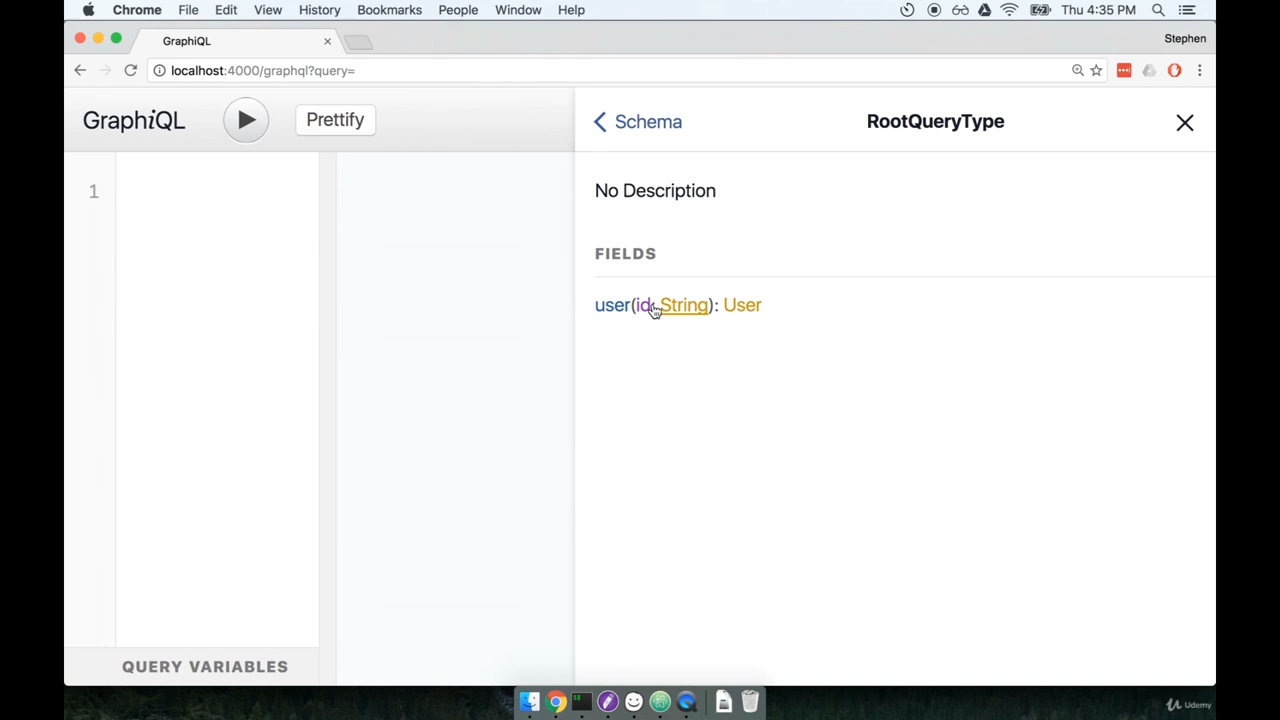 Chrome File Edit View History Bookmarks People Window Help Thu 4:35 PM
GraphiQL Stephen
localhost:4000/graphql?query=
GraphiQL Prettify Schema RootQueryType
1
No Description
FIELDS
user(id: String): User
QUERY VARIABLES
Udemy